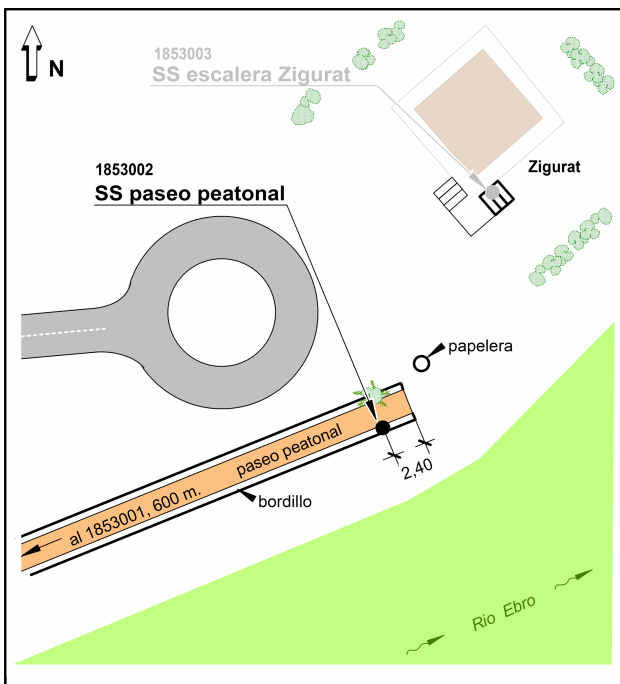 N
1853003
SS escalera Zigurat
1853002
SS paseo peatonal
Zigurat
papelera
paseo peatonal
2,40
bordillo
al 1853001, 600 m.
Rio Ebro